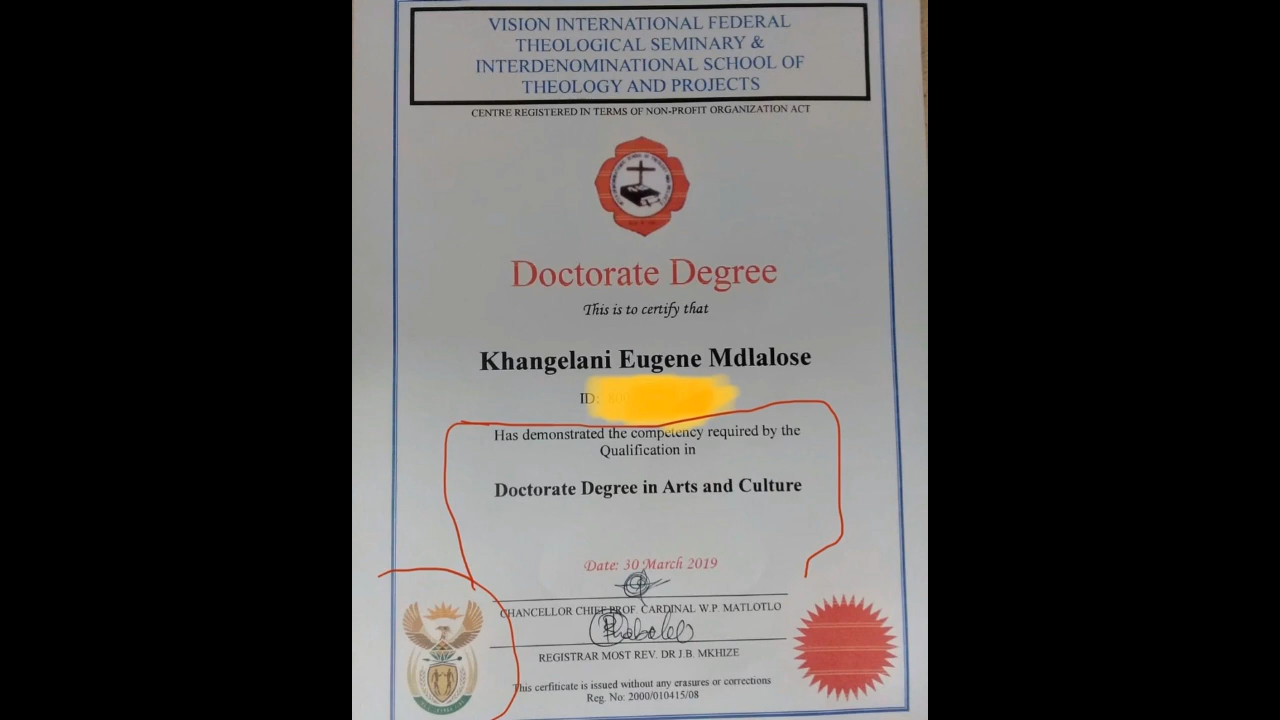 VISION INTERNATIONAL FEDERAL
THEOLOGICAL SEMINARY &
INTERDENOMINATIONAL SCHOOL OF
THEOLOGY AND PROJECTS
CENTRE REGISTERED IN TERMS OF NON-PROFIT ORGANIZATION ACT
Doctorate Degree
This is to certify that
Khangelani Eugene Mdlalose
ID:
Has demonstrated the competency required by the
Qualification in
Doctorate Degree in Arts and Culture
Date: 30 March 2019
CHANCELLOR CHIEF PROF. CARDINAL W.P. MATLOTLO
REGISTRAR MOST REV. DR J.B. MKHIZE
This cerfiticate is issued without any erasures or corrections
Reg. No: 2000/010415/08